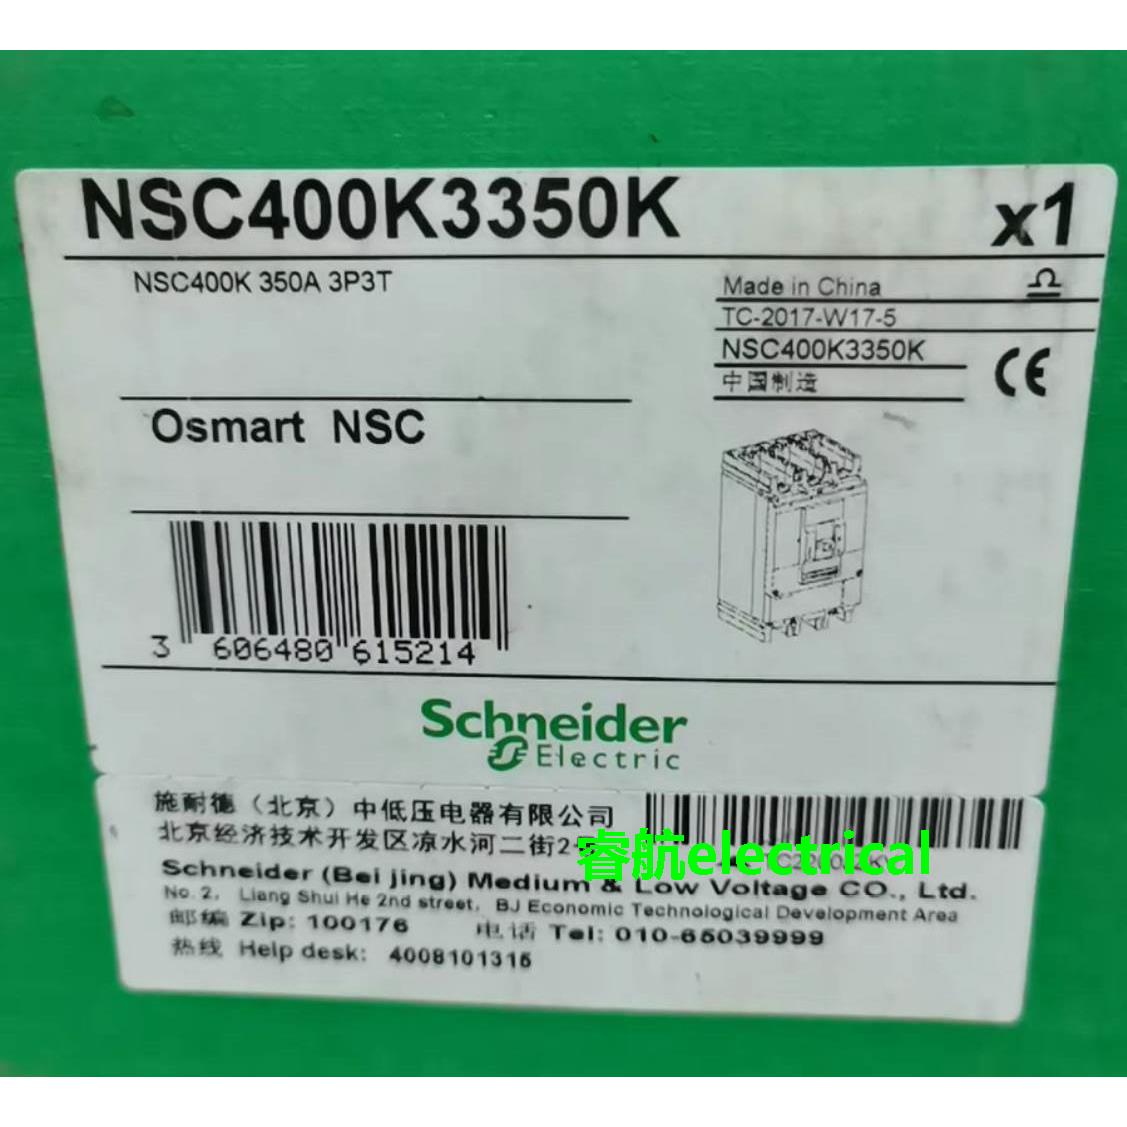 NSC400K3350K x1
NSC400K 350A 3P3T
Made in China
TC-2017-W17-5
NSC400K3350K
中国制造
CE
Osmart NSC
3 606480 615214
Schneider
Electric
施耐德（北京）中低压电器有限公司
北京经济技术开发区凉水河二街2
睿航electrical
Schneider (Bei jing) Medium & Low Voltage CO., Ltd.
No. 2, Liang Shui He 2nd street, BJ Economic Technological Development Area
邮编 Zip: 100176 电话 Tel: 010-65039999
热线 Help desk: 4008101315